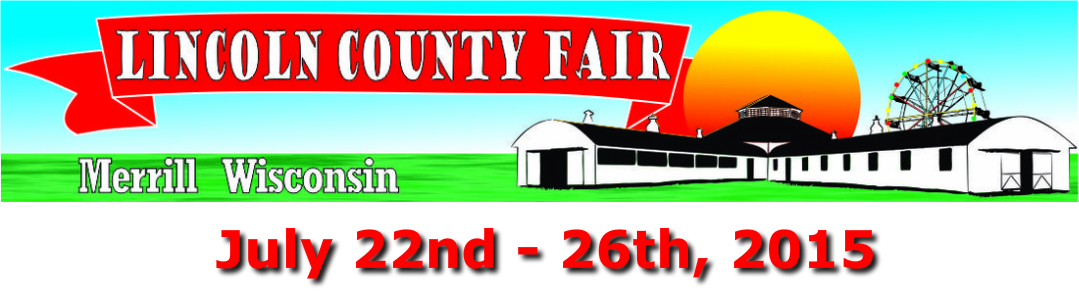 LINCOLN COUNTY FAIR
Merrill Wisconsin
July 22nd - 26th, 2015